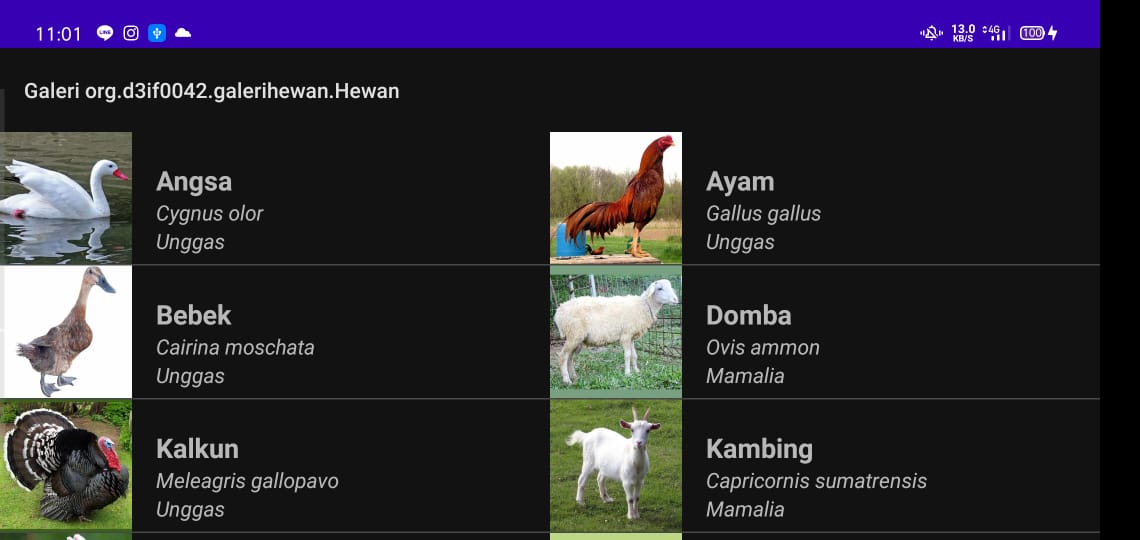 11:01
LINE
13.0
KB/S
4G
100
Galeri org.d3if0042.galerihewan.Hewan
Angsa
Cygnus olor
Unggas
Ayam
Gallus gallus
Unggas
Bebek
Cairina moschata
Unggas
Domba
Ovis ammon
Mamalia
Kalkun
Meleagris gallopavo
Unggas
Kambing
Capricornis sumatrensis
Mamalia